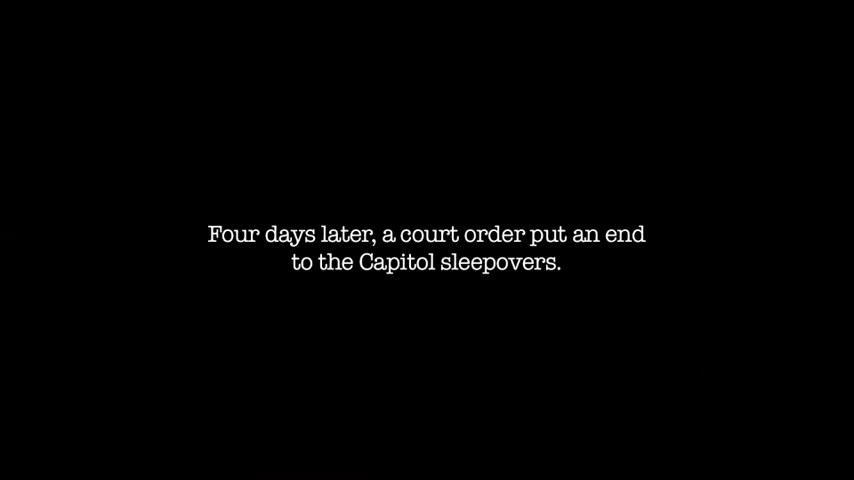 Four days later, a court order put an end
to the Capitol sleepovers.